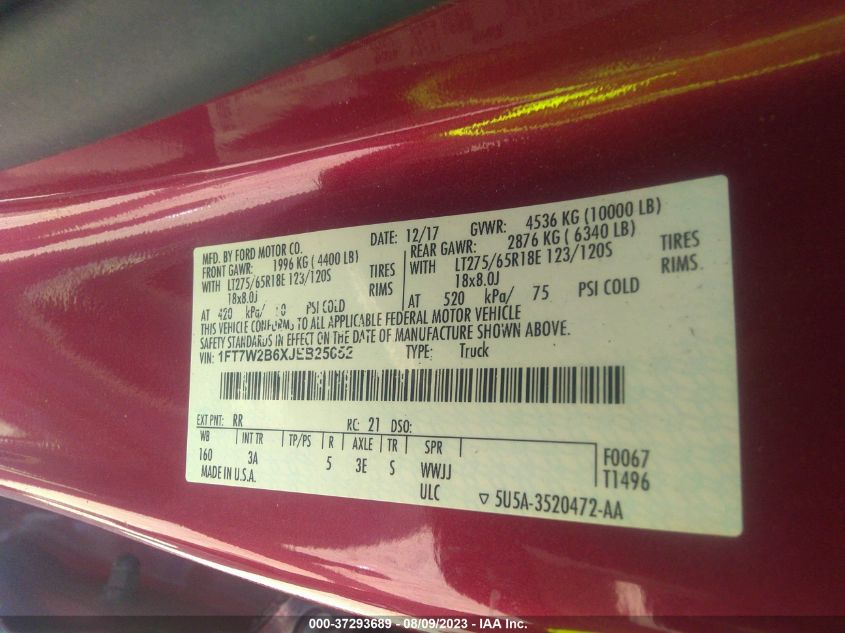 MFD. BY FORD MOTOR CO.
DATE: 12/17 GVWR: 4536 KG (10000 LB)
FRONT GAWR: 1996 KG (4400 LB)
REAR GAWR: 2876 KG ( 6340 LB)
WITH LT275/65R18E 123/120S TIRES
WITH LT275/65R18E 123/120S TIRES
18x8.0J RIMS
18x8.0J RIMS
AT 420 kPa/ PSI COLD
AT 520 kPa/ 75 PSI COLD
THIS VEHICLE CONFORMS TO ALL APPLICABLE FEDERAL MOTOR VEHICLE
SAFETY STANDARDS IN EFFECT ON THE DATE OF MANUFACTURE SHOWN ABOVE.
VIN: TYPE: Truck
EXT PNT: RR RC: 21 DSO:
WB INT TR TP/PS R AXLE TR SPR
160 3A 5 3E S WWJJ
F0067
MADE IN U.S.A. ULC
T1496
▽ 5U5A-3520472-AA
000-37293689 - 08/09/2023 - IAA Inc.